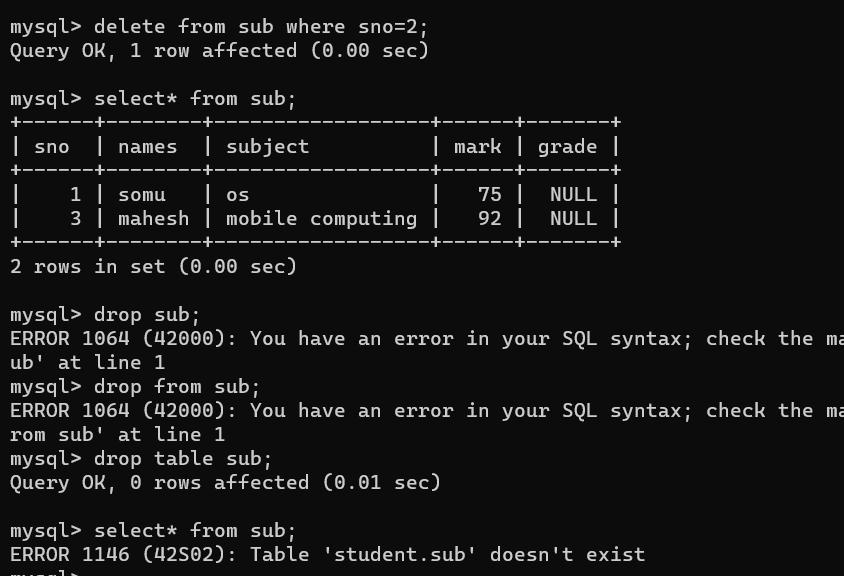 mysql> delete from sub where sno=2;
Query OK, 1 row affected (0.00 sec)
mysql> select* from sub;
+------+--------+------------------+------+-------+
| sno  | names  | subject          | mark | grade |
+------+--------+------------------+------+-------+
|    1 | somu   | os               |   75 |  NULL |
|    3 | mahesh | mobile computing |   92 |  NULL |
+------+--------+------------------+------+-------+
2 rows in set (0.00 sec)
mysql> drop sub;
ERROR 1064 (42000): You have an error in your SQL syntax; check the ma
ub' at line 1
mysql> drop from sub;
ERROR 1064 (42000): You have an error in your SQL syntax; check the ma
rom sub' at line 1
mysql> drop table sub;
Query OK, 0 rows affected (0.01 sec)
mysql> select* from sub;
ERROR 1146 (42S02): Table 'student.sub' doesn't exist
mysql>